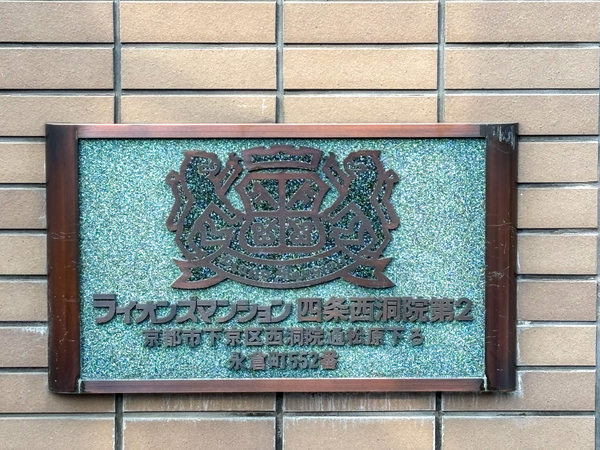 ライオンズマンション 四条西洞院第2
京都市下京区西洞院通松原下る
永倉町552番